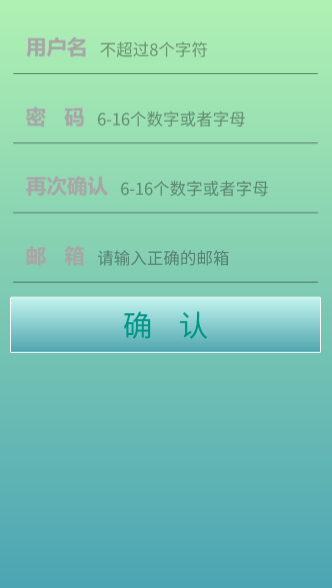 用户名 不超过8个字符
密 码 6-16个数字或者字母
再次确认 6-16个数字或者字母
邮 箱 请输入正确的邮箱
确 认